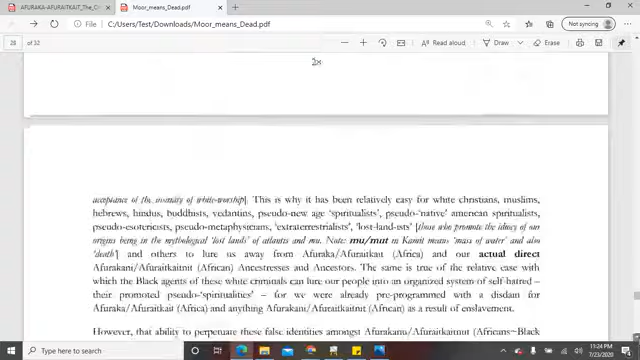 AFURAKA-AFURAITKAIT_The_C
Moor_means_Dead.pdf
C:/Users/Test/Downloads/Moor_means_Dead.pdf
Not syncing
28 of 32
Read aloud
Draw
Erase
acceptance of the insanity of white-worship]. This is why it has been relatively easy for white christians, muslims,
hebrews, hindus, buddhists, vedantins, pseudo-new age 'spiritualists', pseudo-'native' american spiritualists,
pseudo-esotericists, pseudo-metaphysicians, 'extraterrestrialists', 'lost-land-ists' [those who promote the idiocy of our
origins being in the mythological 'lost lands' of atlantis and mu. Note: mu/mut in Kamit means 'mass of water' and also
'death'] and others to lure us away from Afuraka/Afuraitkait (Africa) and our actual direct
Afurakani/Afuraitkaitnit (African) Ancestresses and Ancestors. The same is true of the relative ease with
which the Black agents of these white criminals can lure our people into an organized system of self-hatred –
their promoted pseudo-'spiritualities' – for we were already pre-programmed with a disdain for
Afuraka/Afuraitkait (Africa) and anything Afurakani/Afuraitkaitnit (African) as a result of enslavement.
However, that ability to perpetuate these false identities amongst Afurakanu/Afuraitkaitnut (Africans~Black
Type here to search
11:24 PM
7/23/2020